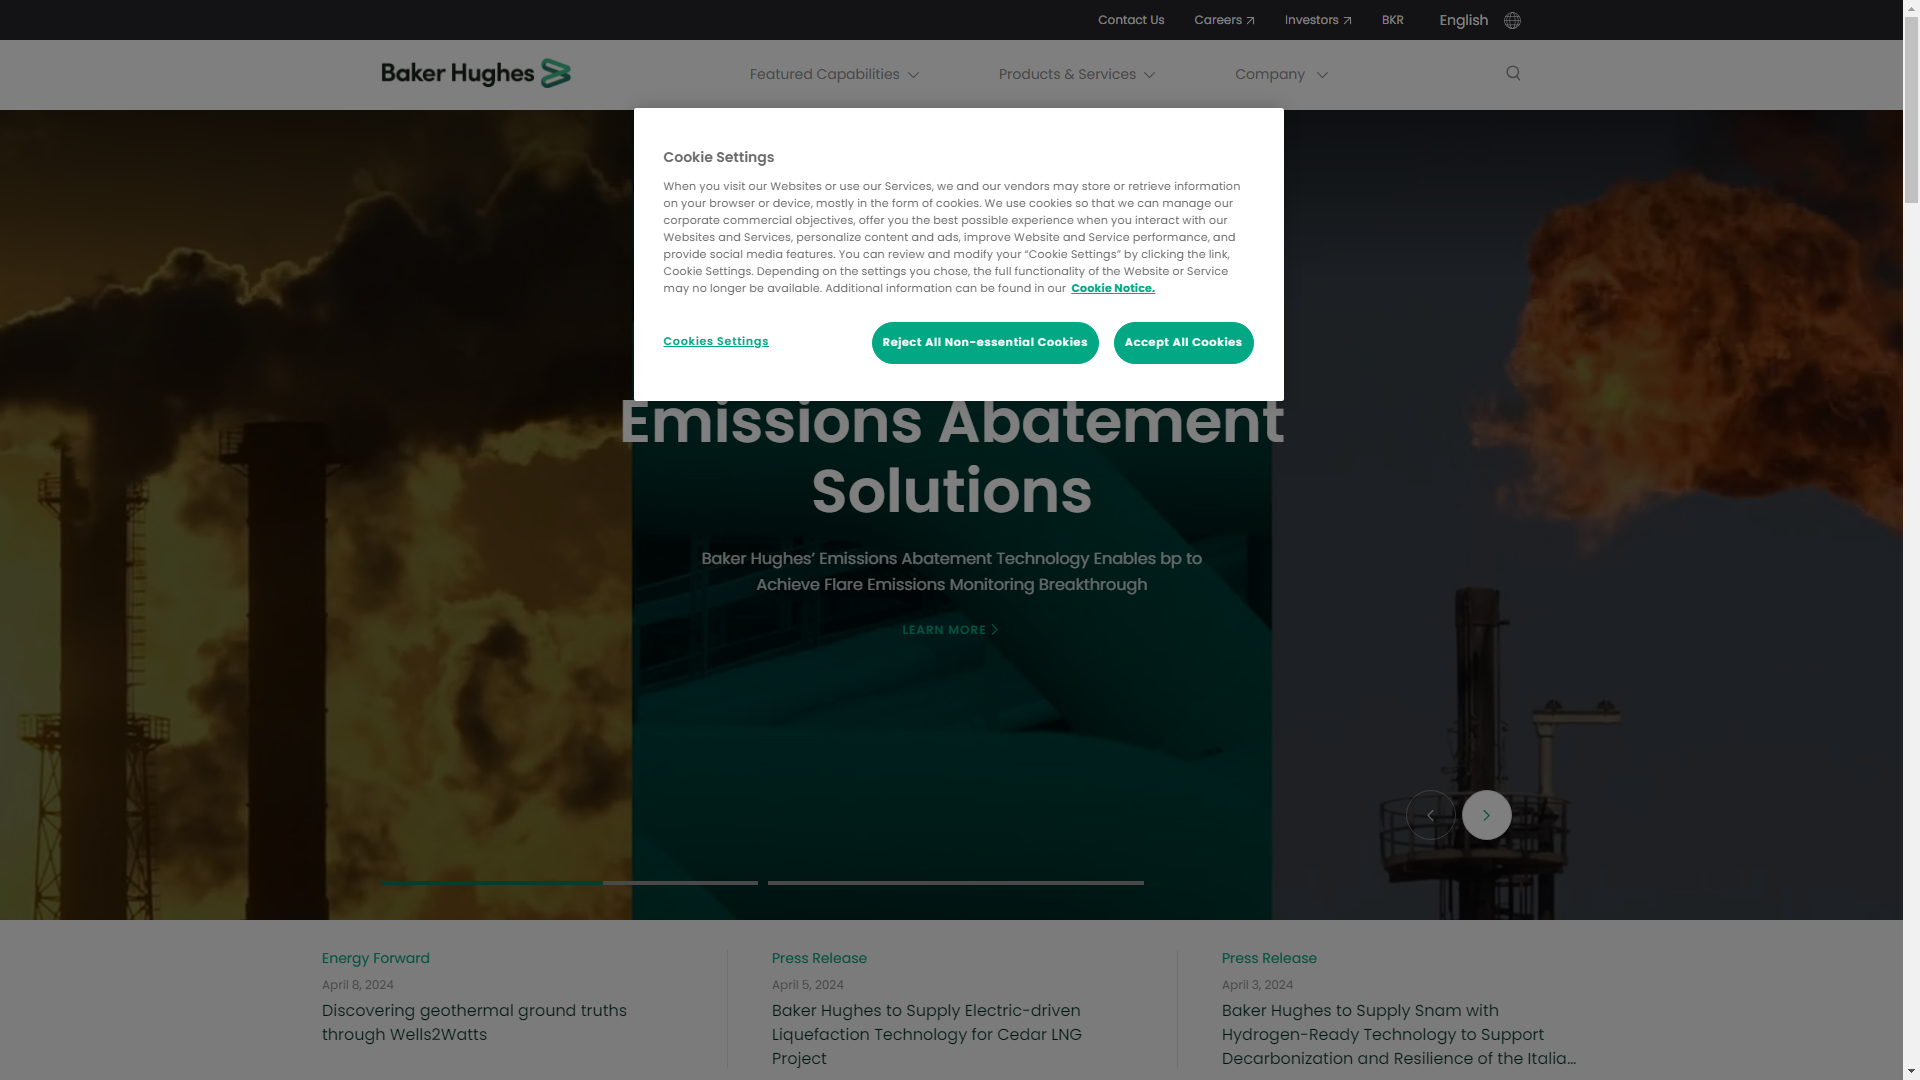 Contact Us
Careers
Investors
BKR
English
Baker Hughes
Featured Capabilities
Products & Services
Company
Cookie Settings
When you visit our Websites or use our Services, we and our vendors may store or retrieve information
on your browser or device, mostly in the form of cookies. We use cookies so that we can manage our
corporate commercial objectives, offer you the best possible experience when you interact with our
Websites and Services, personalize content and ads, improve Website and Service performance, and
provide social media features. You can review and modify your “Cookie Settings” by clicking the link,
Cookie Settings. Depending on the settings you chose, the full functionality of the Website or Service
may no longer be available. Additional information can be found in our Cookie Notice.
Cookies Settings
Reject All Non-essential Cookies
Accept All Cookies
Emissions Abatement
Solutions
Baker Hughes’ Emissions Abatement Technology Enables bp to
Achieve Flare Emissions Monitoring Breakthrough
LEARN MORE
Energy Forward
April 8, 2024
Discovering geothermal ground truths
through Wells2Watts
Press Release
April 5, 2024
Baker Hughes to Supply Electric-driven
Liquefaction Technology for Cedar LNG
Project
Press Release
April 3, 2024
Baker Hughes to Supply Snam with
Hydrogen-Ready Technology to Support
Decarbonization and Resilience of the Italia...